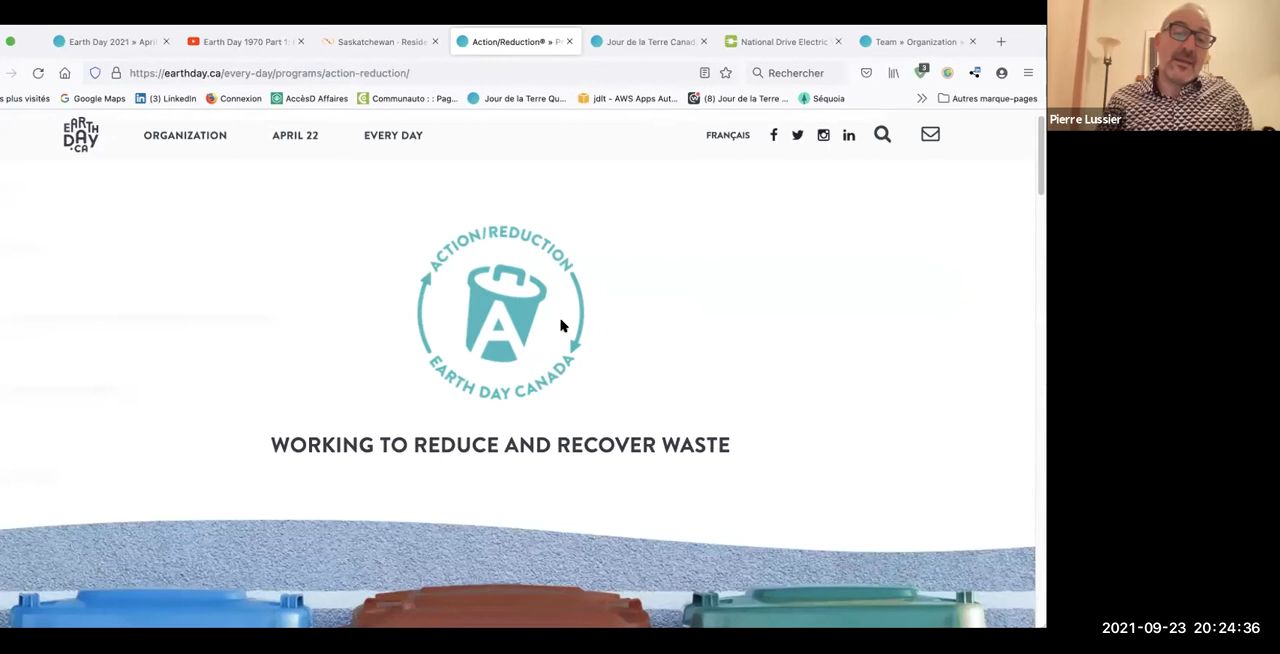 Earth Day 2021 » Apri
Earth Day 1970 Part 1:
Saskatchewan - Reside
Action/Reduction® » P
Jour de la Terre Canad
National Drive Electric
Team » Organization »
https://earthday.ca/every-day/programs/action-reduction/
Rechercher
3
s plus visités
Google Maps
(3) LinkedIn
Connexion
AccèsD Affaires
Communauto : : Pag...
Jour de la Terre Qu...
jdlt - AWS Apps Aut...
(8) Jour de la Terre ...
Séquoia
Autres marque-pages
EARTH
DAY
.CA
ORGANIZATION
APRIL 22
EVERY DAY
FRANÇAIS
ACTION/REDUCTION
A
EARTH DAY CANADA
WORKING TO REDUCE AND RECOVER WASTE
Pierre Lussier
2021-09-23 20:24:36